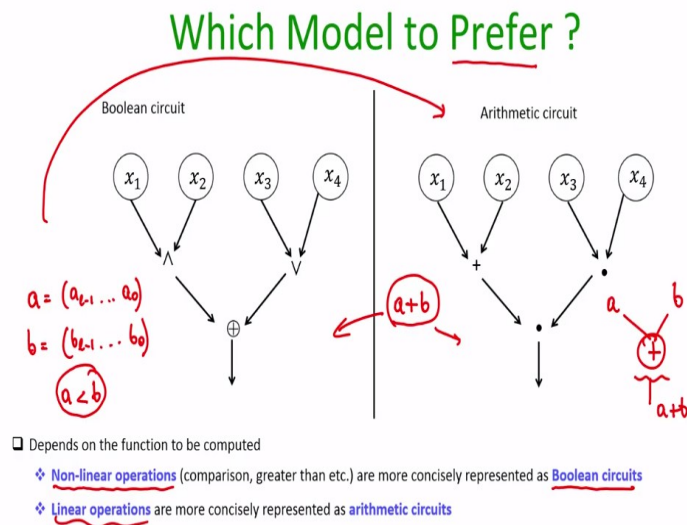 Which Model to Prefer ?
Boolean circuit
x₁ x₂ x₃ x₄
∧ ∨
⊕
a = (aₗ₋₁ ... a₀)
b = (bₗ₋₁ ... b₀)
a < b
a+b
Arithmetic circuit
x₁ x₂ x₃ x₄
+ •
•
a b
+
a+b
❑ Depends on the function to be computed
❖ Non-linear operations (comparison, greater than etc.) are more concisely represented as Boolean circuits
❖ Linear operations are more concisely represented as arithmetic circuits